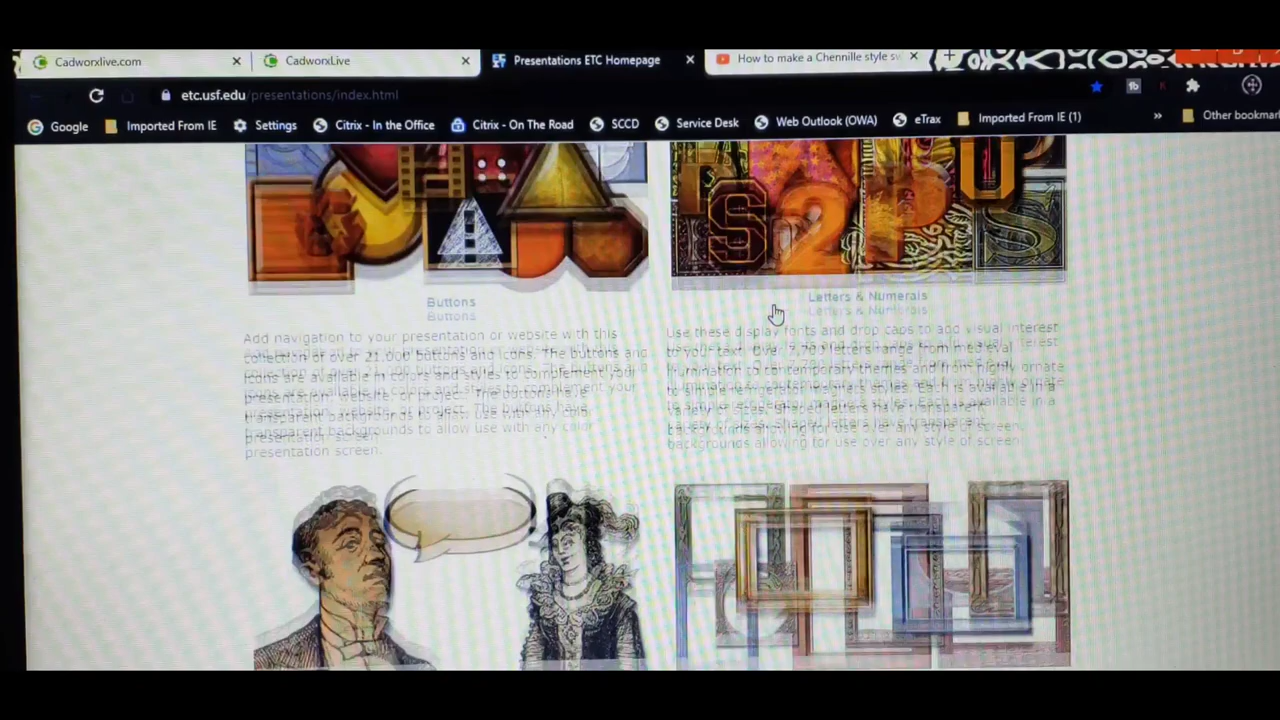 Cadworxlive.com
CadworxLive
Presentations ETC Homepage
How to make a Chennille style sv
etc.usf.edu/presentations/index.html
Google
Imported From IE
Settings
Citrix - In the Office
Citrix - On The Road
SCCD
Service Desk
Web Outlook (OWA)
eTrax
Imported From IE (1)
»
Other bookmar
S
2
P
U
S
Buttons
Letters & Numerals
Add navigation to your presentation or website with this
collection of over 21,000 buttons and icons. The buttons and
icons are available in colors and styles to complement your
presentation, website, or project. The buttons have
transparent backgrounds to allow use with any color
presentation screen.
Use these display fonts and drop caps to add visual interest
to your text. Over 7,700 letters range from medieval
illumination to contemporary themes and from highly ornate
to simple refrigerator magnet styles. Each is available in a
variety of sizes. Shaped letters have transparent
backgrounds allowing for use over any style of screen.